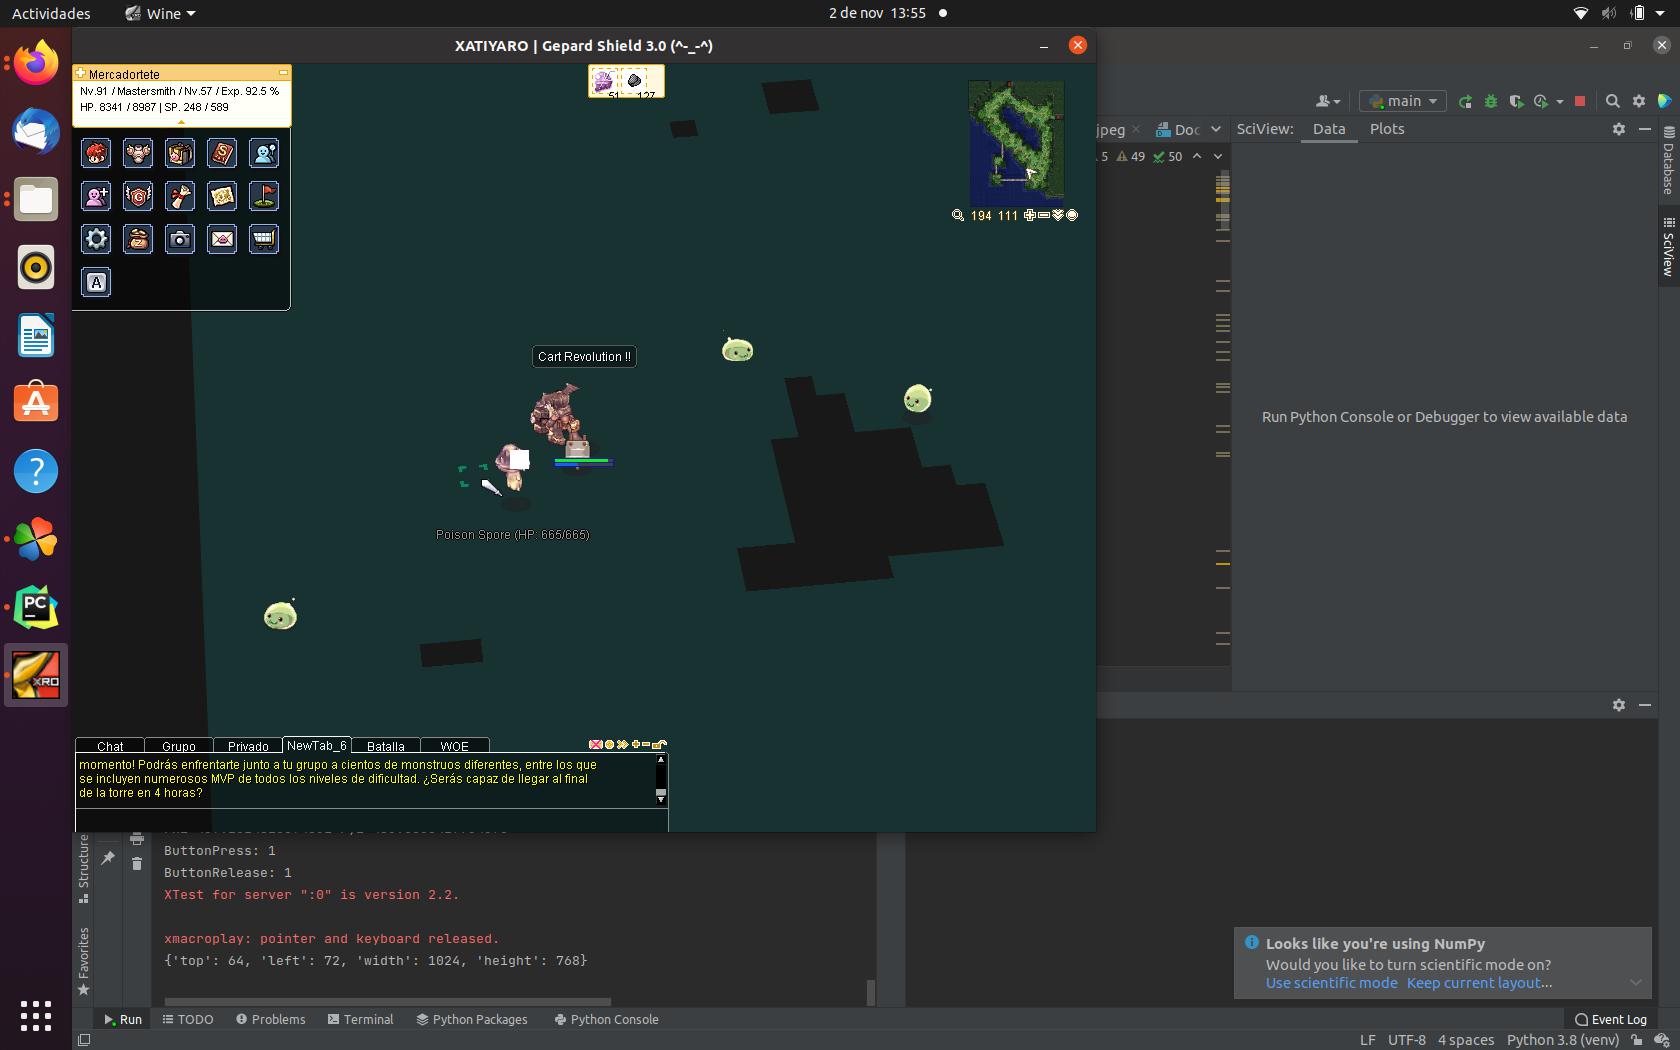 Actividades
Wine
2 de nov 13:55
XATIYARO | Gepard Shield 3.0 (^-_-^)
Mercadortete
Nv.91 / Mastersmith / Nv.57 / Exp. 92.5 %
HP. 8341 / 8987 | SP. 248 / 589
51
127
A
194 111
Cart Revolution !!
Poison Spore (HP: 665/665)
Chat
Grupo
Privado
NewTab_6
Batalla
WOE
momento! Podrás enfrentarte junto a tu grupo a cientos de monstruos diferentes, entre los que
se incluyen numerosos MVP de todos los niveles de dificultad. ¿Serás capaz de llegar al final
de la torre en 4 horas?
main
jpeg
Doc
SciView:
Data
Plots
5
49
50
Database
SciView
Run Python Console or Debugger to view available data
PC
XRO
Structure
Favorites
ButtonPress: 1
ButtonRelease: 1
XTest for server ":0" is version 2.2.
xmacroplay: pointer and keyboard released.
{'top': 64, 'left': 72, 'width': 1024, 'height': 768}
Looks like you're using NumPy
Would you like to turn scientific mode on?
Use scientific mode Keep current layout...
Run
TODO
Problems
Terminal
Python Packages
Python Console
Event Log
LF
UTF-8
4 spaces
Python 3.8 (venv)